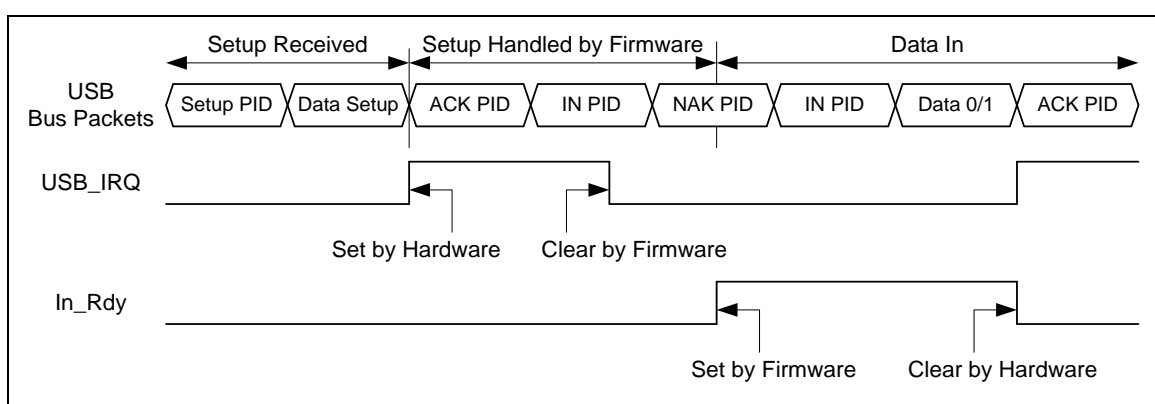 Setup Received Setup Handled by Firmware Data In
USB
Bus Packets
Setup PID Data Setup ACK PID IN PID NAK PID IN PID Data 0/1 ACK PID
USB_IRQ
Set by Hardware Clear by Firmware
In_Rdy
Set by Firmware Clear by Hardware